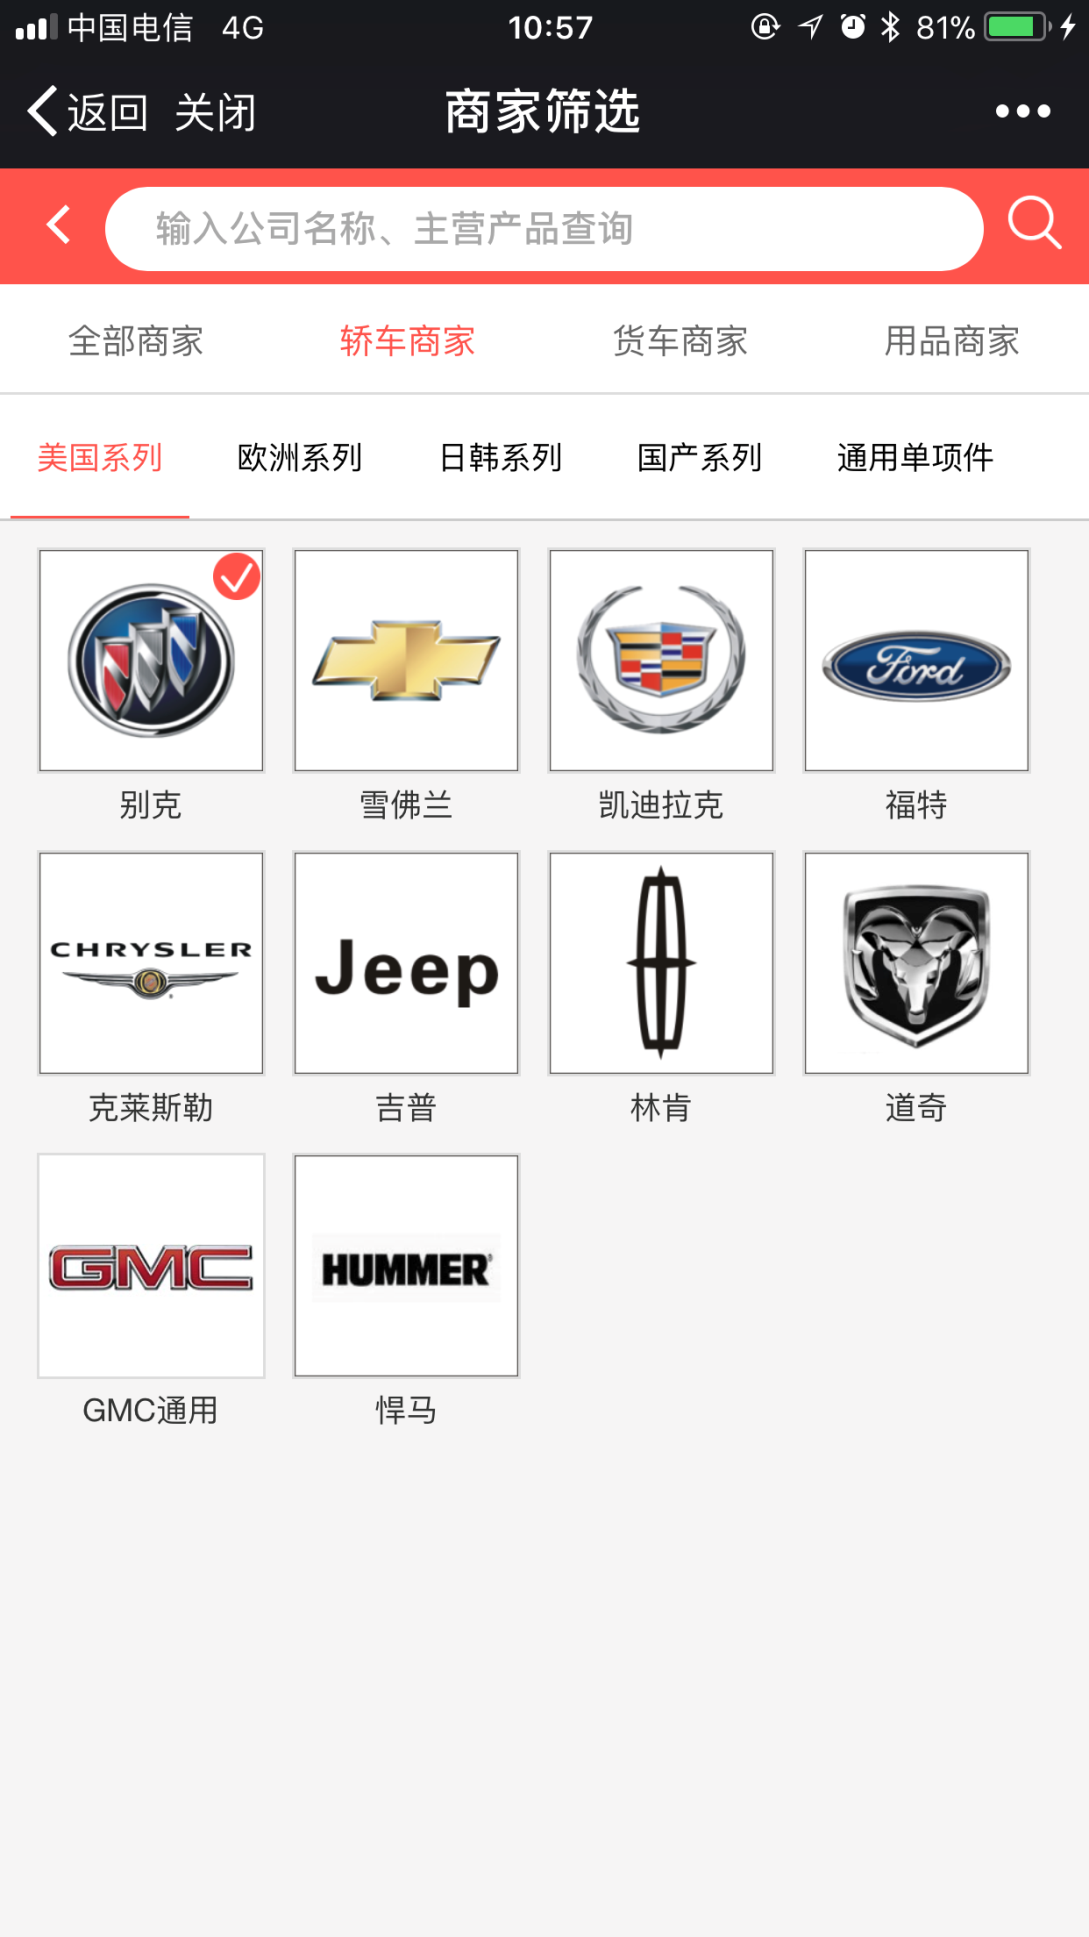 中国电信 4G 10:57 81%
返回 关闭 商家筛选
输入公司名称、主营产品查询
全部商家 轿车商家 货车商家 用品商家
美国系列 欧洲系列 日韩系列 国产系列 通用单项件
Ford
别克 雪佛兰 凯迪拉克 福特
CHRYSLER Jeep
克莱斯勒 吉普 林肯 道奇
GMC HUMMER
GMC通用 悍马